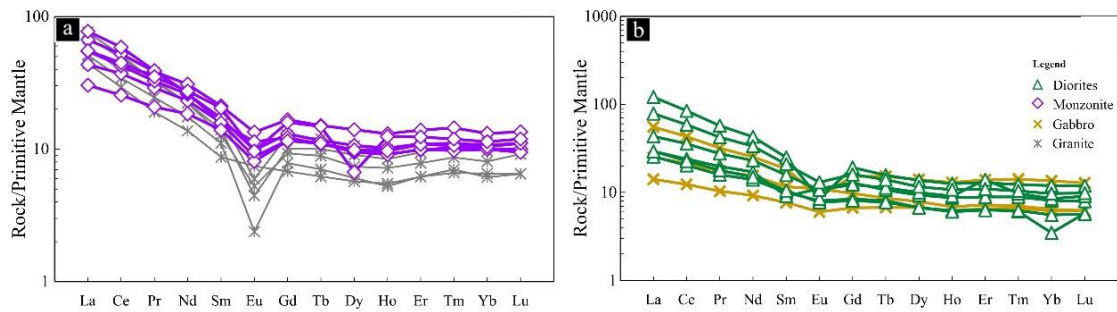 a
Rock/Primitive Mantle
100
10
1
La Ce Pr Nd Sm Eu Gd Tb Dy Ho Er Tm Yb Lu
b
Rock/Primitive Mantle
1000
100
10
1
La Ce Pr Nd Sm Eu Gd Tb Dy Ho Er Tm Yb Lu
Legend
Diorites
Monzonite
Gabbro
Granite